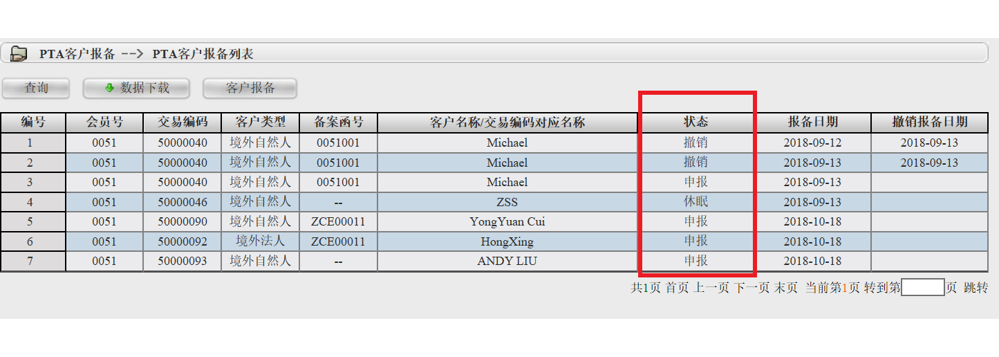 PTA客户报备 --> PTA客户报备列表
查询 数据下载 客户报备
编号 会员号 交易编码 客户类型 备案函号 客户名称/交易编码对应名称 状态 报备日期 撤销报备日期
1 0051 50000040 境外自然人 0051001 Michael 撤销 2018-09-12 2018-09-13
2 0051 50000040 境外自然人 0051001 Michael 撤销 2018-09-13 2018-09-13
3 0051 50000040 境外自然人 0051001 Michael 申报 2018-09-13
4 0051 50000046 境外自然人 -- ZSS 休眠 2018-09-13
5 0051 50000090 境外自然人 ZCE00011 YongYuan Cui 申报 2018-10-18
6 0051 50000092 境外法人 ZCE00011 HongXing 申报 2018-10-18
7 0051 50000093 境外自然人 -- ANDY LIU 申报 2018-10-18
共1页 首页 上一页 下一页 末页 当前第1页 转到第 页 跳转